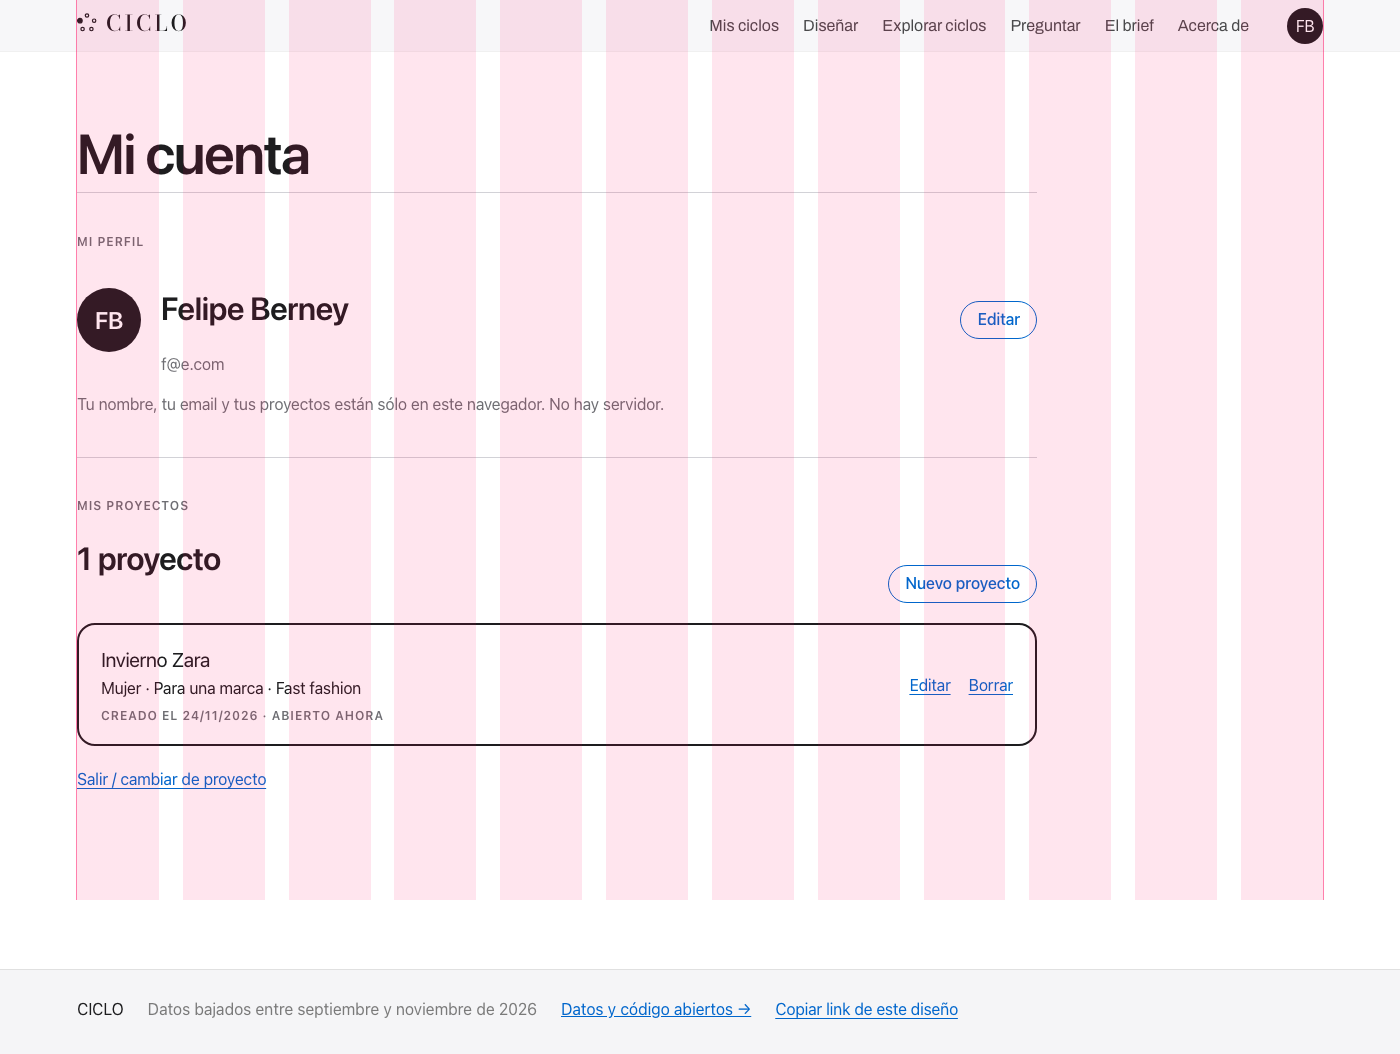 CICLO
Mis ciclos Diseñar Explorar ciclos Preguntar El brief Acerca de FB
Mi cuenta
MI PERFIL
FB
Felipe Berney
Editar
f@e.com
Tu nombre, tu email y tus proyectos están sólo en este navegador. No hay servidor.
MIS PROYECTOS
1 proyecto
Nuevo proyecto
Invierno Zara
Mujer · Para una marca · Fast fashion
Editar Borrar
CREADO EL 24/11/2026 · ABIERTO AHORA
Salir / cambiar de proyecto
CICLO Datos bajados entre septiembre y noviembre de 2026 Datos y código abiertos → Copiar link de este diseño